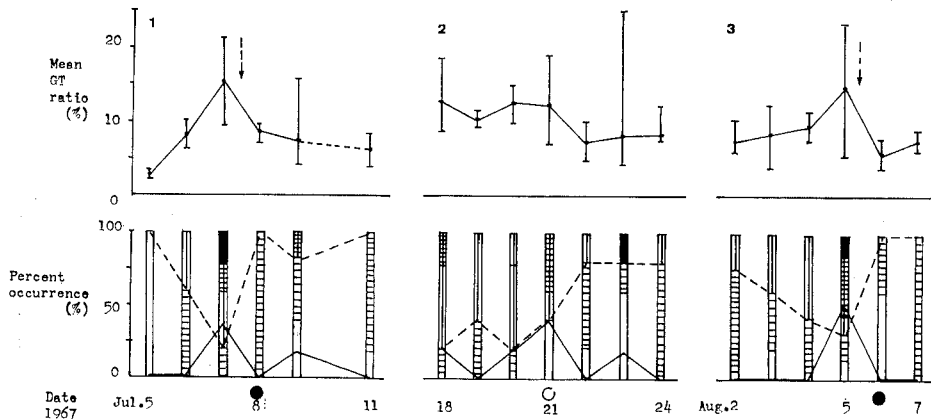 1
2
3
20
Mean
GT
ratio
(%)
10
0
100
Percent
occurrence
(%)
50
0
Date
1967
Jul.5
8
11
18
21
24
Aug.2
5
7